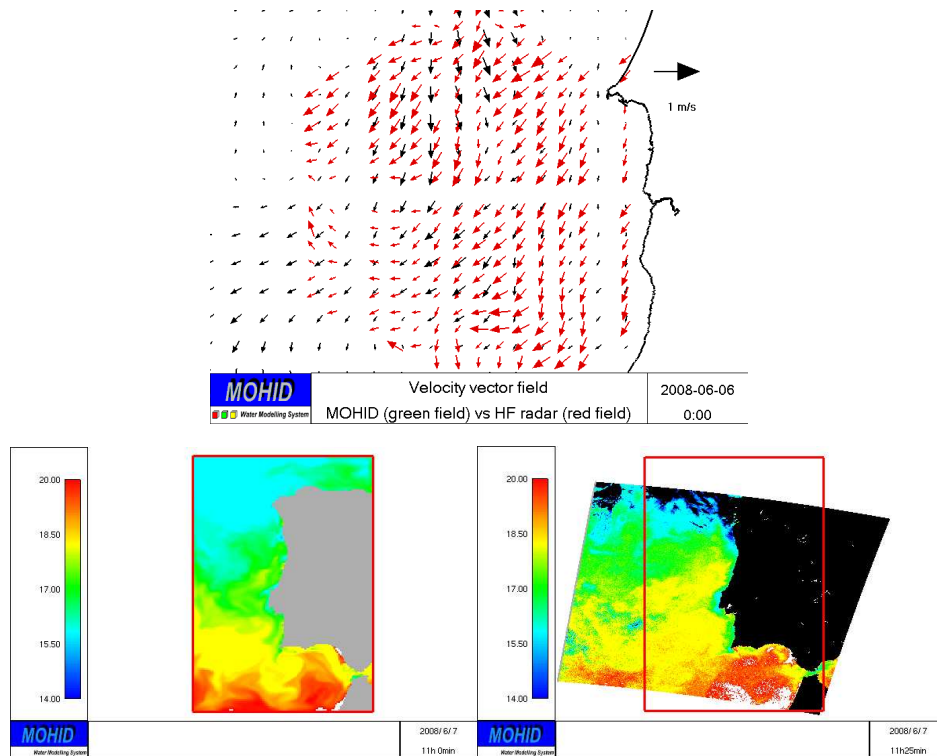 1 m/s
MOHID
Water Modelling System
Velocity vector field
MOHID (green field) vs HF radar (red field)
2008-06-06
0:00
20.00
18.50
17.00
15.50
14.00
MOHID
Water Modelling System
2008/ 6/ 7
11h 0min
20.00
18.50
17.00
15.50
14.00
MOHID
Water Modelling System
2008/ 6/ 7
11h25min